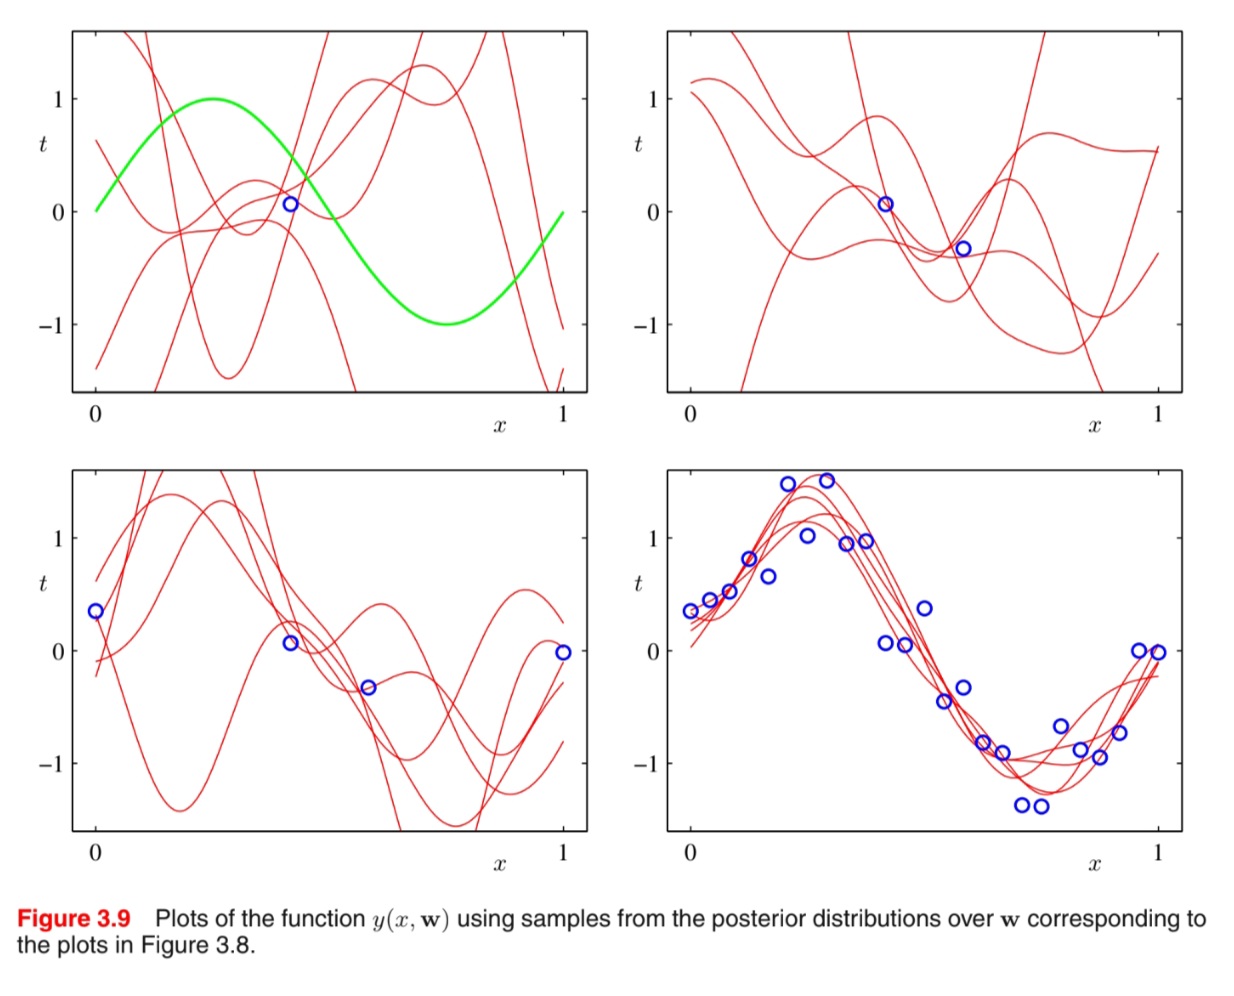 1
t
0
−1
0
x
1
1
t
0
−1
0
x
1
1
t
0
−1
0
x
1
1
t
0
−1
0
x
1
Figure 3.9 Plots of the function y(x, w) using samples from the posterior distributions over w corresponding to
the plots in Figure 3.8.